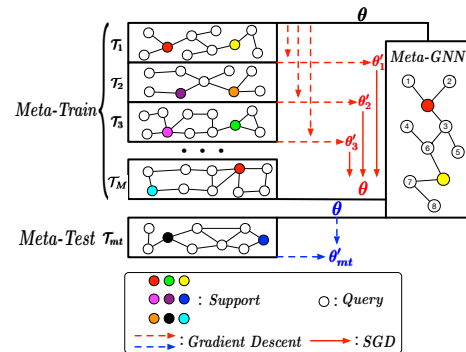 θ
Meta-GNN
𝒯₁
θ′₁
Meta-Train
𝒯₂
θ′₂
𝒯₃
θ′₃
. . .
𝒯_M
θ
θ
Meta-Test 𝒯ₘₜ
θ′ₘₜ
1
2
3
4
5
6
7
8
: Support
: Query
: Gradient Descent
: SGD